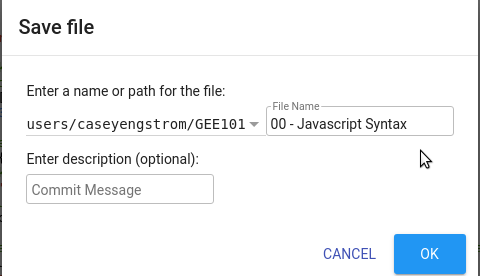 Save file
Enter a name or path for the file:
File Name
users/caseyengstrom/GEE101 00 - Javascript Syntax
Enter description (optional):
Commit Message
CANCEL OK